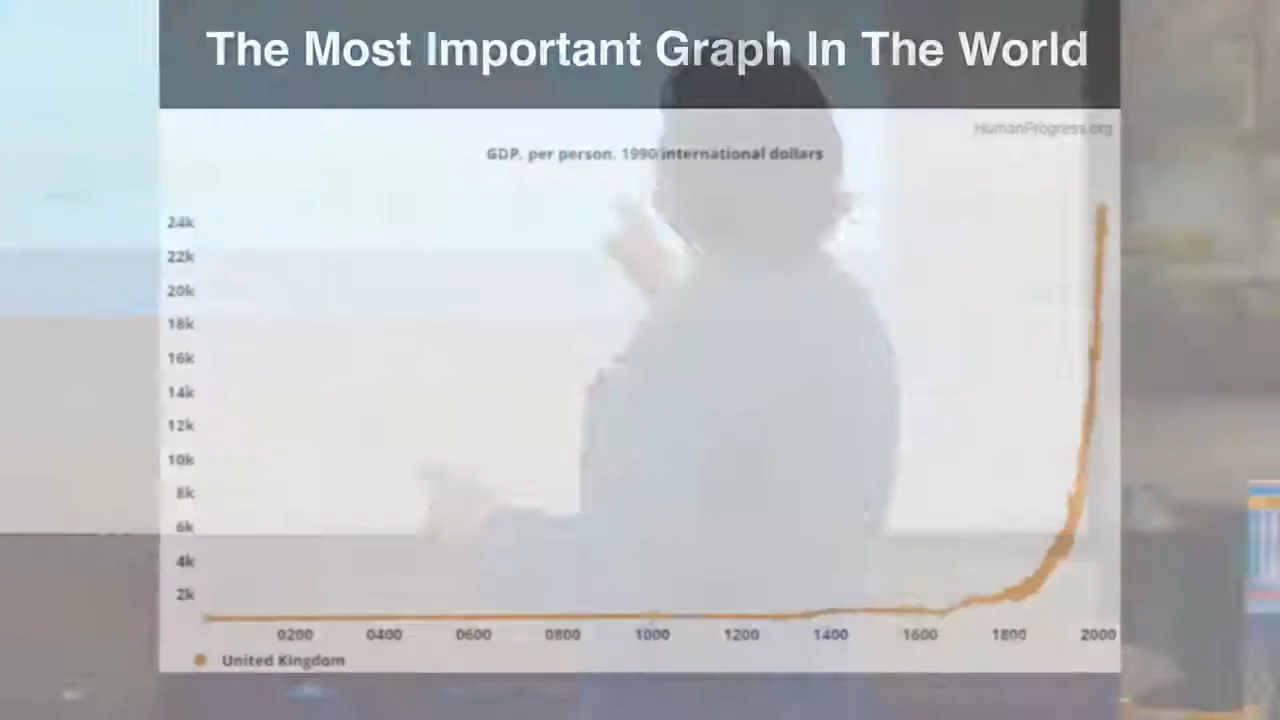 The Most Important Graph In The World
HumanProgress.org
GDP, per person, 1990 international dollars
24k
22k
20k
18k
16k
14k
12k
10k
8k
6k
4k
2k
0200 0400 0600 0800 1000 1200 1400 1600 1800 2000
United Kingdom